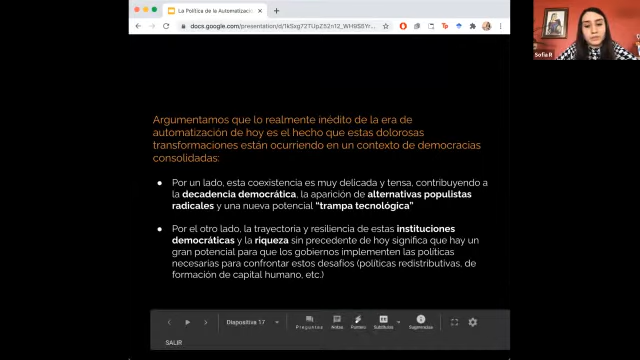 La Política de la Automatizació
docs.google.com/presentation/d/
Sofía R
Argumentamos que lo realmente inédito de la era de
automatización de hoy es el hecho que estas dolorosas
transformaciones están ocurriendo en un contexto de democracias
consolidadas:
● Por un lado, esta coexistencia es muy delicada y tensa, contribuyendo a
la decadencia democrática, la aparición de alternativas populistas
radicales y una nueva potencial “trampa tecnológica”
● Por el otro lado, la trayectoria y resiliencia de estas instituciones
democráticas y la riqueza sin precedente de hoy significa que hay un
gran potencial para que los gobiernos implementen las políticas
necesarias para confrontar estos desafíos (políticas redistributivas, de
formación de capital humano, etc.)
Diapositiva 17
Preguntas Notas Puntero Subtítulos Sugerencias
SALIR